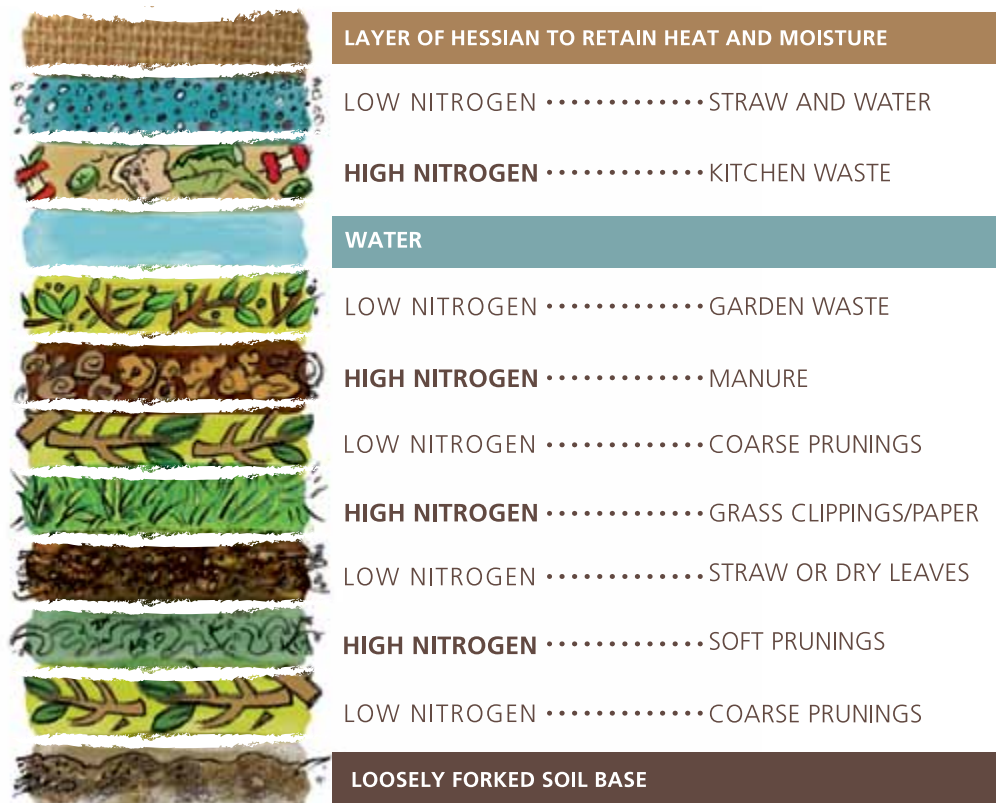 LAYER OF HESSIAN TO RETAIN HEAT AND MOISTURE
LOW NITROGEN ············· STRAW AND WATER
HIGH NITROGEN ············· KITCHEN WASTE
WATER
LOW NITROGEN ············· GARDEN WASTE
HIGH NITROGEN ············· MANURE
LOW NITROGEN ············· COARSE PRUNINGS
HIGH NITROGEN ············· GRASS CLIPPINGS/PAPER
LOW NITROGEN ············· STRAW OR DRY LEAVES
HIGH NITROGEN ············· SOFT PRUNINGS
LOW NITROGEN ············· COARSE PRUNINGS
LOOSELY FORKED SOIL BASE